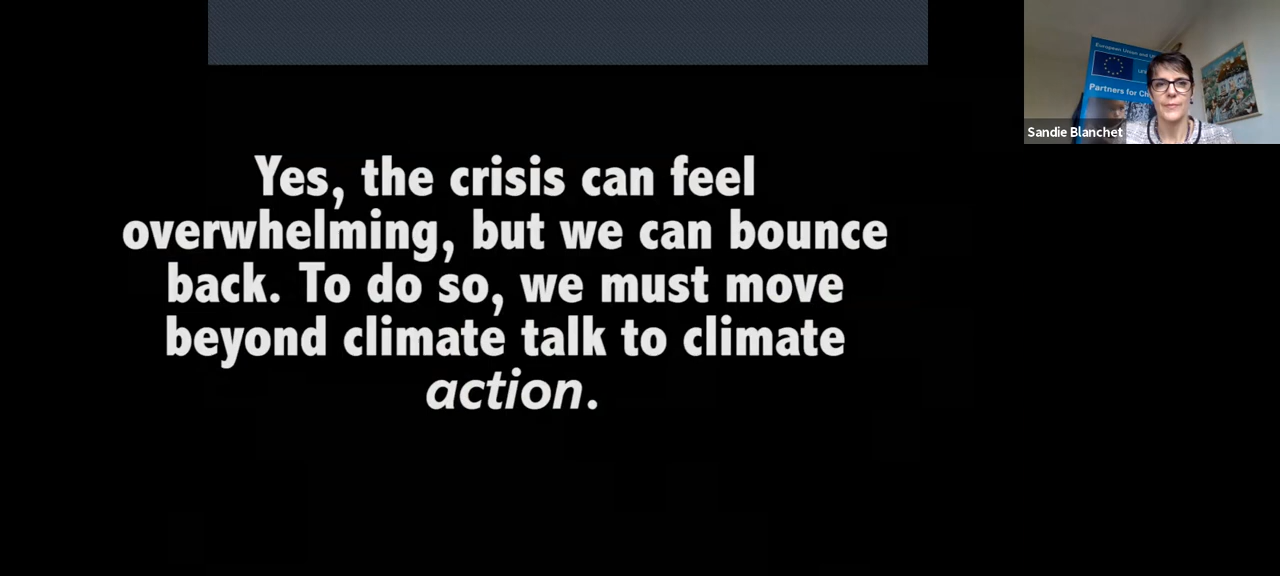 Yes, the crisis can feel
overwhelming, but we can bounce
back. To do so, we must move
beyond climate talk to climate
action.
European Union and
Partners for Ch
Sandie Blanchet